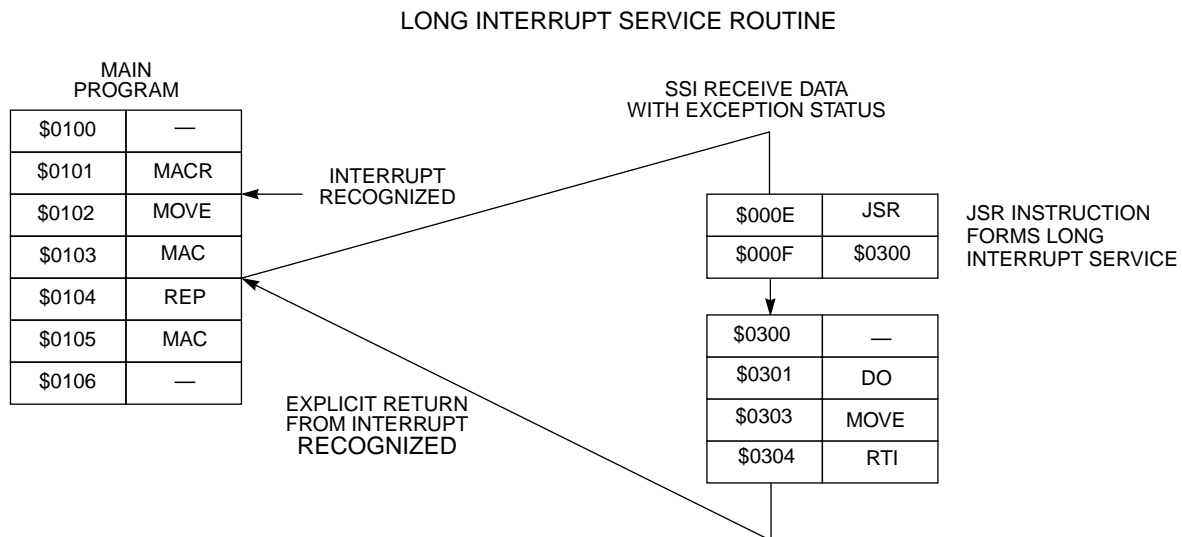 LONG INTERRUPT SERVICE ROUTINE
MAIN
PROGRAM
$0100 —
$0101 MACR
$0102 MOVE
$0103 MAC
$0104 REP
$0105 MAC
$0106 —
INTERRUPT
RECOGNIZED
EXPLICIT RETURN
FROM INTERRUPT
RECOGNIZED
SSI RECEIVE DATA
WITH EXCEPTION STATUS
$000E JSR
$000F $0300
JSR INSTRUCTION
FORMS LONG
INTERRUPT SERVICE
$0300 —
$0301 DO
$0303 MOVE
$0304 RTI